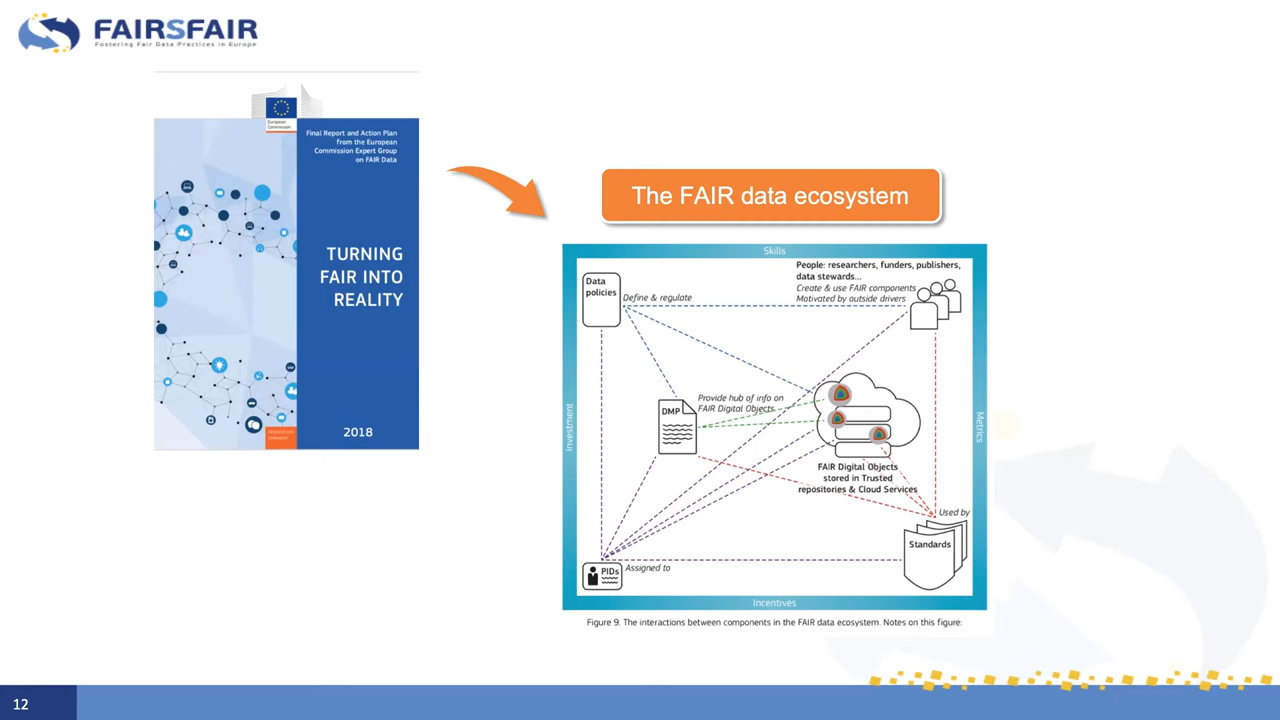 FAIRSFAIR
Fostering Fair Data Practices in Europe
European
Commission
Final Report and Action Plan
from the European
Commission Expert Group
on FAIR Data
TURNING
FAIR INTO
REALITY
2018
The FAIR data ecosystem
Skills
Data
policies
Define & regulate
People: researchers, funders, publishers,
data stewards...
Create & use FAIR components
Motivated by outside drivers
Investment
DMP
Provide hub of info on
FAIR Digital Objects
Metrics
FAIR Digital Objects
stored in Trusted
repositories & Cloud Services
Used by
Standards
PIDs
Assigned to
Incentives
Figure 9. The interactions between components in the FAIR data ecosystem. Notes on this figure:
12